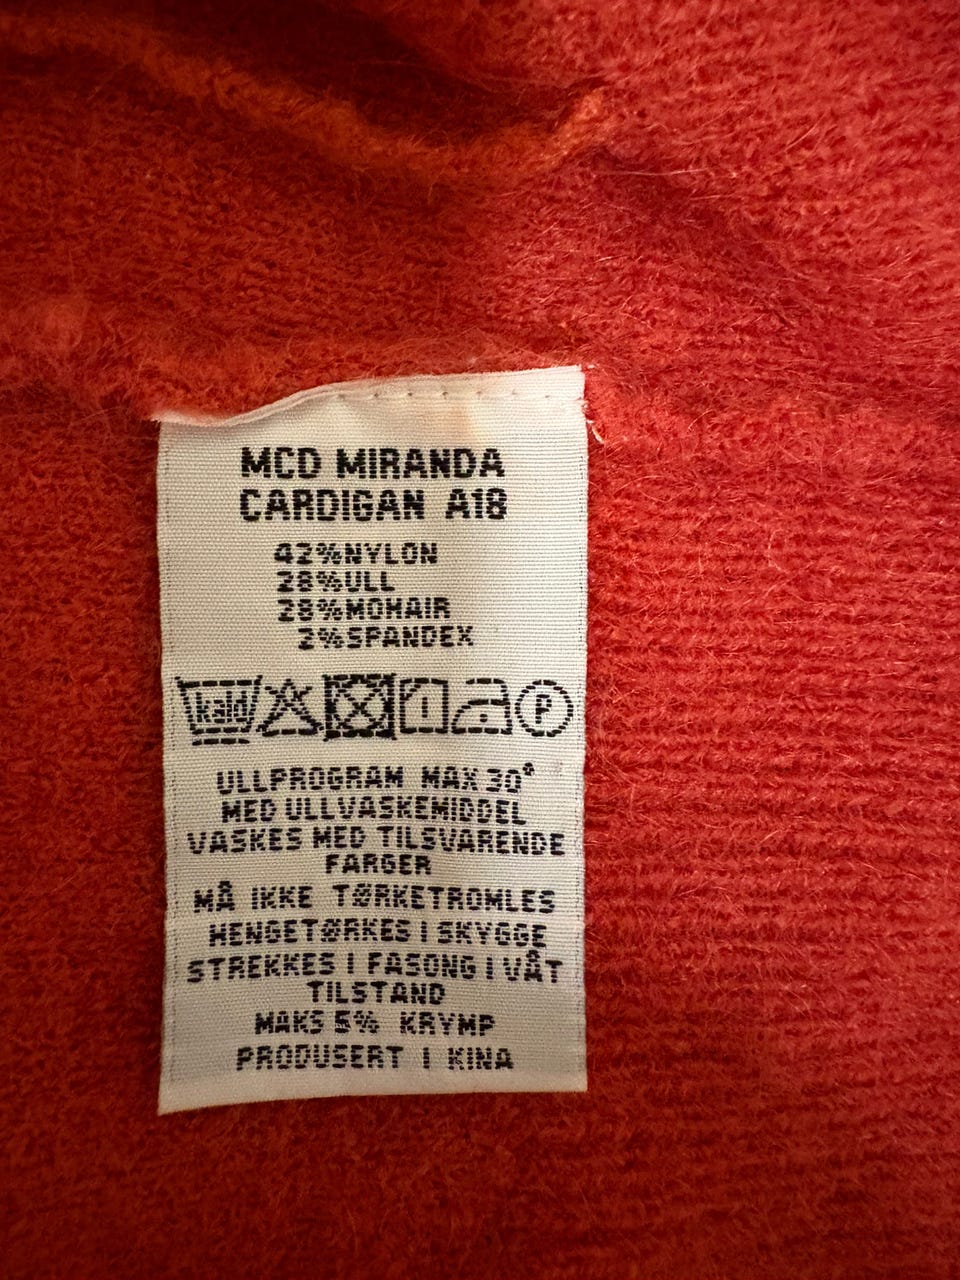 MCD MIRANDA
CARDIGAN A18
42%NYLON
28%ULL
28%MOHAIR
2%SPANDEX
kald P
ULLPROGRAM MAX 30°
MED ULLVASKEMIDDEL
VASKES MED TILSVARENDE
FARGER
MÅ IKKE TØRKETROMLES
HENGETØRKES I SKYGGE
STREKKES I FASONG I VÅT
TILSTAND
MAKS 5% KRYMP
PRODUSERT I KINA